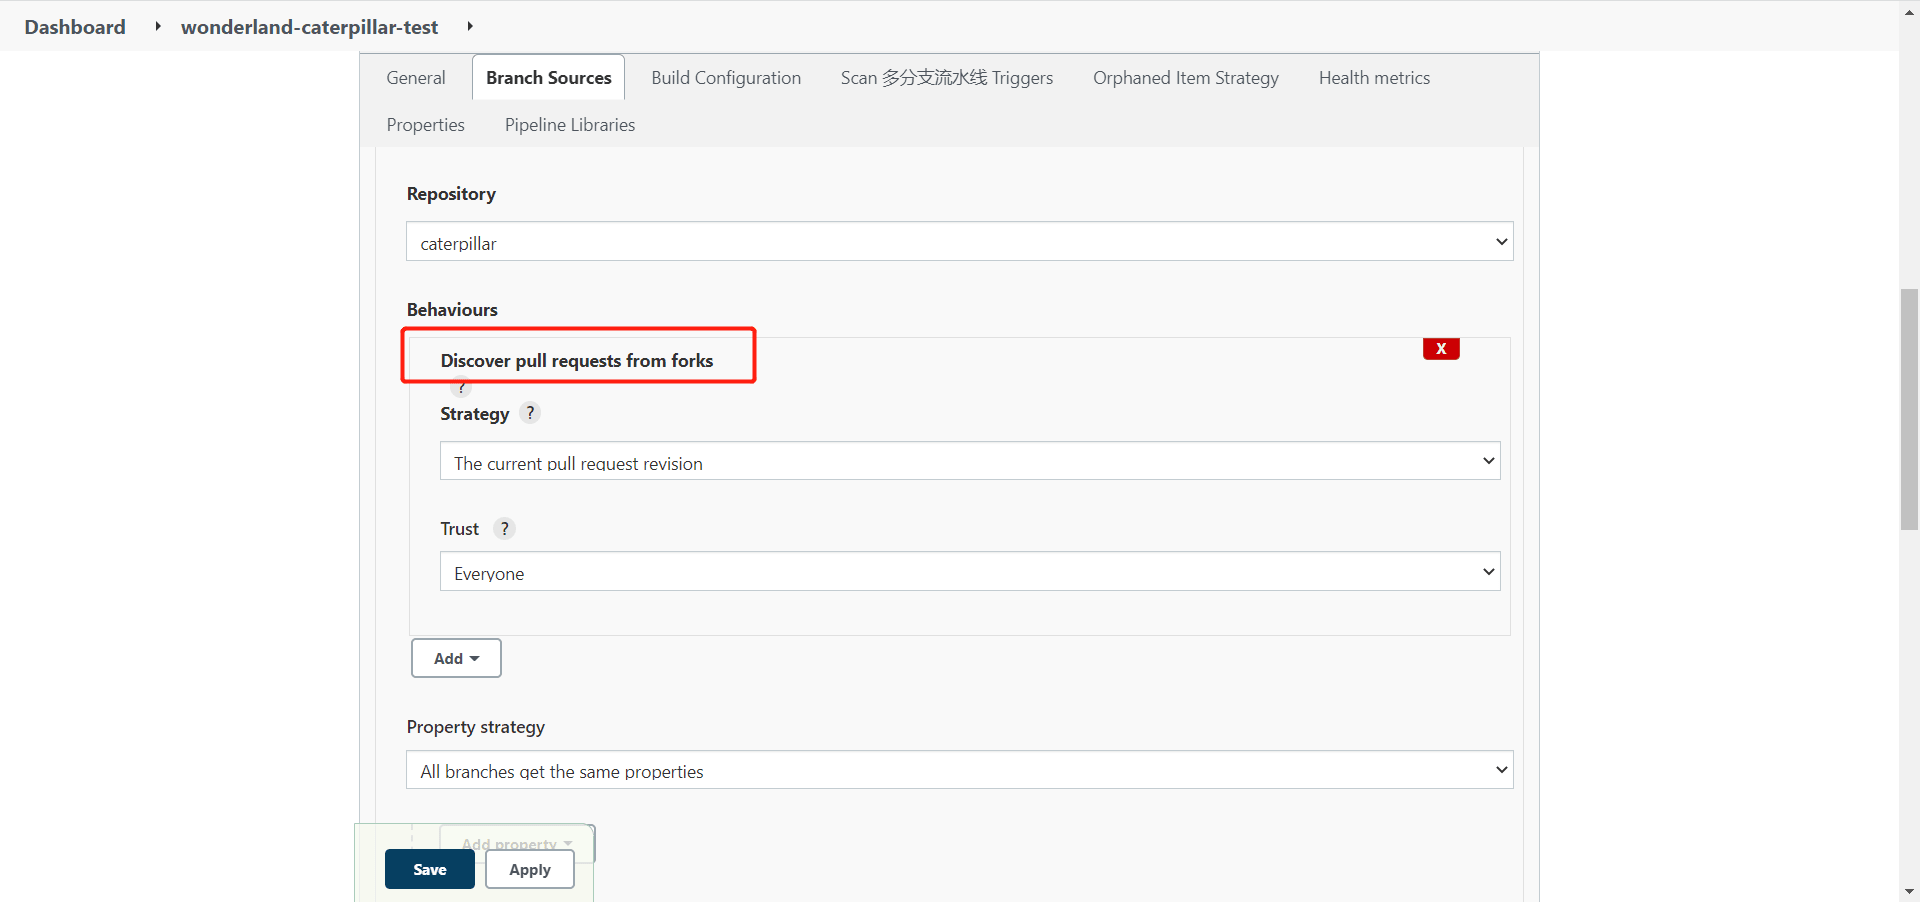 Dashboard wonderland-caterpillar-test
General Branch Sources Build Configuration Scan 多分支流水线 Triggers Orphaned Item Strategy Health metrics
Properties Pipeline Libraries
Repository
caterpillar
Behaviours
Discover pull requests from forks X
?
Strategy ?
The current pull request revision
Trust ?
Everyone
Add
Property strategy
All branches get the same properties
Add property
Save Apply